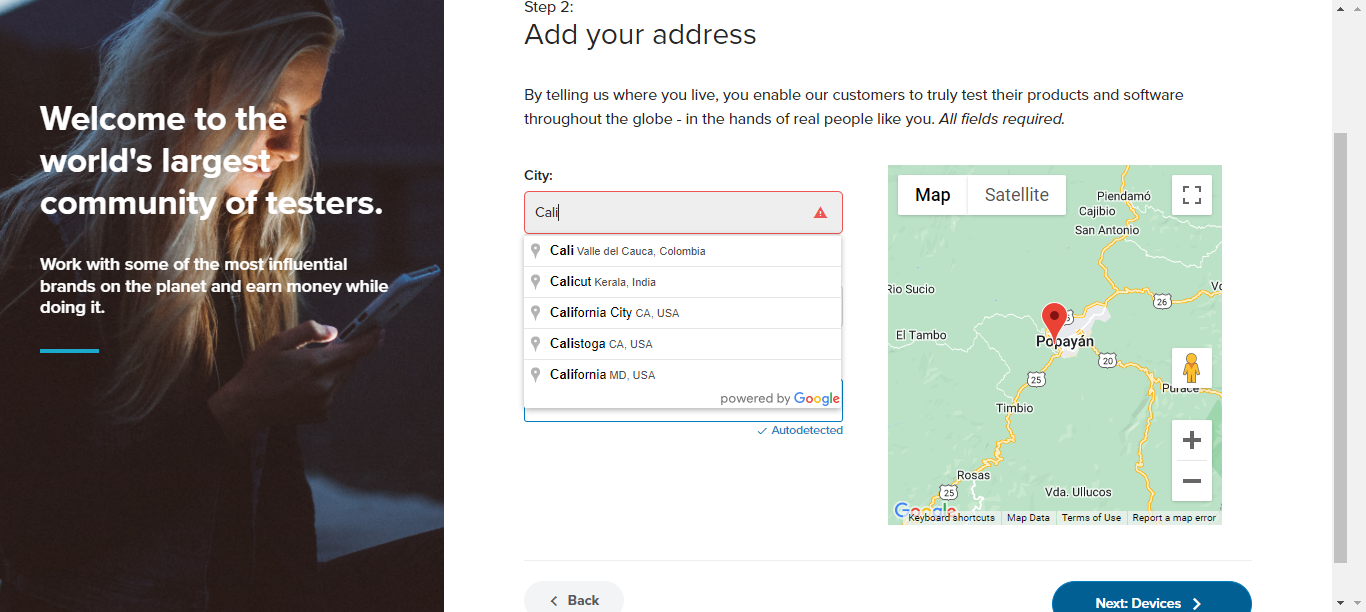 Welcome to the
world's largest
community of testers.
Work with some of the most influential
brands on the planet and earn money while
doing it.
Step 2:
Add your address
By telling us where you live, you enable our customers to truly test their products and software
throughout the globe - in the hands of real people like you. All fields required.
City:
Cali
Cali Valle del Cauca, Colombia
Calicut Kerala, India
California City CA, USA
Calistoga CA, USA
California MD, USA
powered by Google
Autodetected
Map Satellite
Piendamó
Cajibio
San Antonio
Rio Sucio
26
El Tambo
Popayán
20
25
Purace
Timbio
Rosas
25
Vda. Ullucos
Google
Keyboard shortcuts Map Data Terms of Use Report a map error
Back
Next: Devices